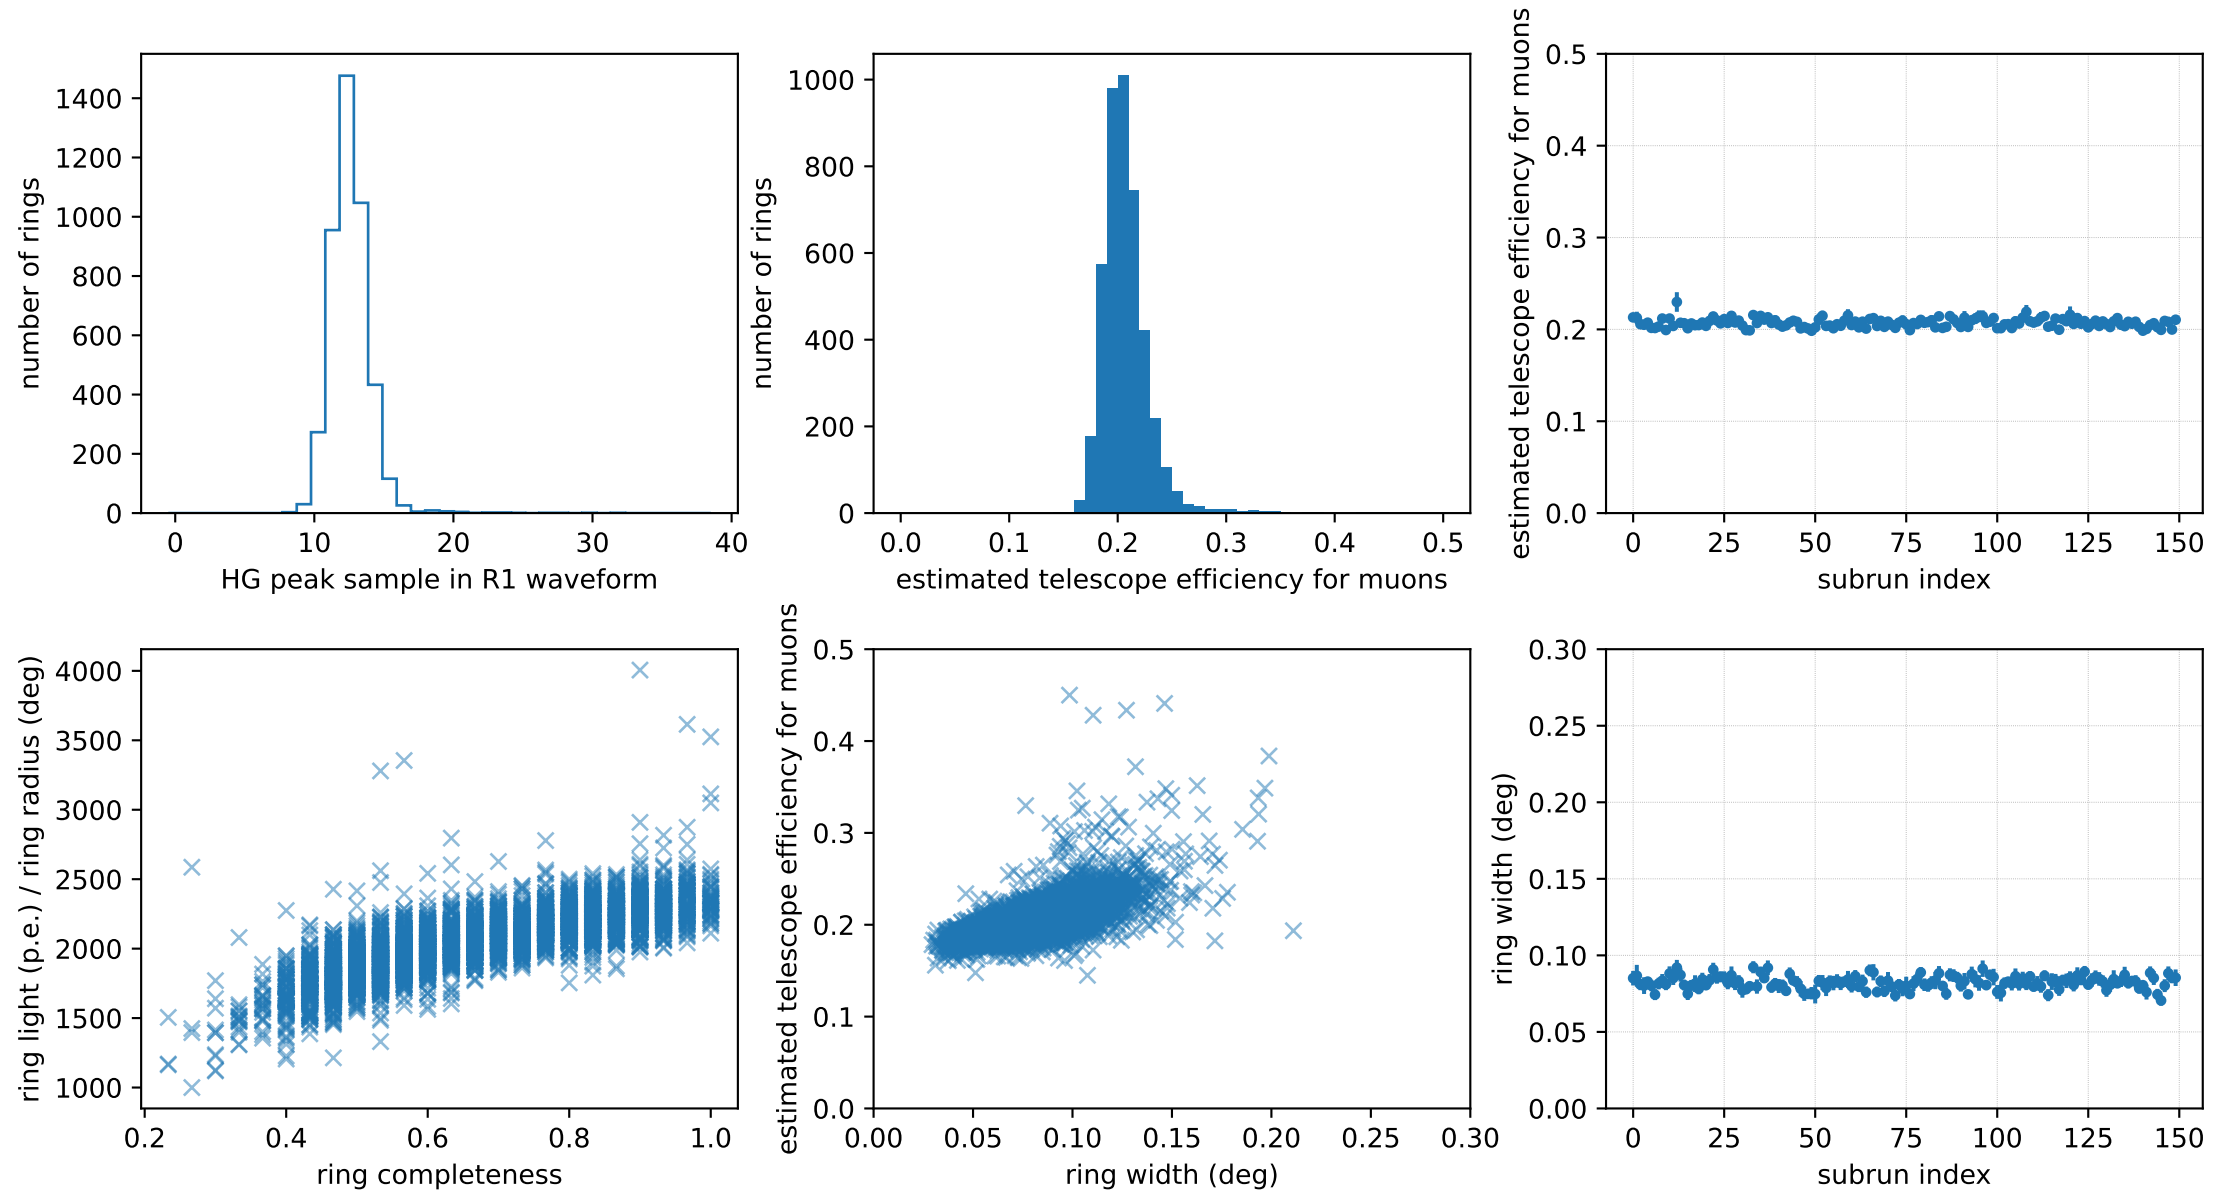 number of rings
1400
1200
1000
800
600
400
200
0
0 10 20 30 40
HG peak sample in R1 waveform
number of rings
1000
800
600
400
200
0
0.0 0.1 0.2 0.3 0.4 0.5
estimated telescope efficiency for muons
estimated telescope efficiency for muons
0.5
0.4
0.3
0.2
0.1
0.0
0 25 50 75 100 125 150
subrun index
ring light (p.e.) / ring radius (deg)
4000
3500
3000
2500
2000
1500
1000
0.2 0.4 0.6 0.8 1.0
ring completeness
estimated telescope efficiency for muons
0.5
0.4
0.3
0.2
0.1
0.0
0.00 0.05 0.10 0.15 0.20 0.25 0.30
ring width (deg)
ring width (deg)
0.30
0.25
0.20
0.15
0.10
0.05
0.00
0 25 50 75 100 125 150
subrun index